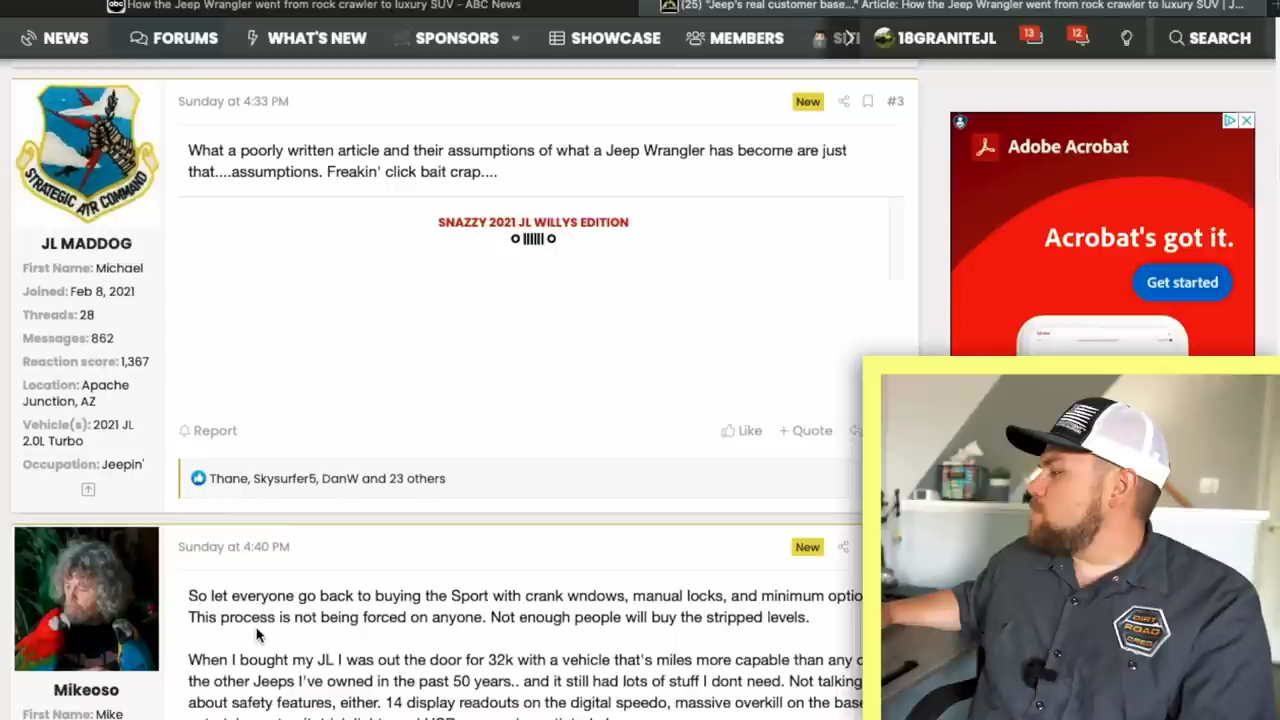 How the Jeep Wrangler went from rock crawler to luxury SUV - ABC News
(25) "Jeep's real customer base..." Article: How the Jeep Wrangler went from rock crawler to luxury SUV | J...
NEWS FORUMS WHAT'S NEW SPONSORS SHOWCASE MEMBERS 18GRANITEJL 13 12 SEARCH
Sunday at 4:33 PM New #3
STRATEGIC AIR COMMAND
JL MADDOG
First Name: Michael
Joined: Feb 8, 2021
Threads: 28
Messages: 862
Reaction score: 1,367
Location: Apache
Junction, AZ
Vehicle(s): 2021 JL
2.0L Turbo
Occupation: Jeepin'
What a poorly written article and their assumptions of what a Jeep Wrangler has become are just
that....assumptions. Freakin' click bait crap....
SNAZZY 2021 JL WILLYS EDITION
O |||||| O
Report Like + Quote
Thane, Skysurfer5, DanW and 23 others
Adobe Acrobat
Acrobat's got it.
Get started
Sunday at 4:40 PM New
Mikeoso
First Name: Mike
So let everyone go back to buying the Sport with crank wndows, manual locks, and minimum optio
This process is not being forced on anyone. Not enough people will buy the stripped levels.
When I bought my JL I was out the door for 32k with a vehicle that's miles more capable than any o
the other Jeeps I've owned in the past 50 years.. and it still had lots of stuff I dont need. Not talking
about safety features, either. 14 display readouts on the digital speedo, massive overkill on the base
DIRT
ROAD
CREW